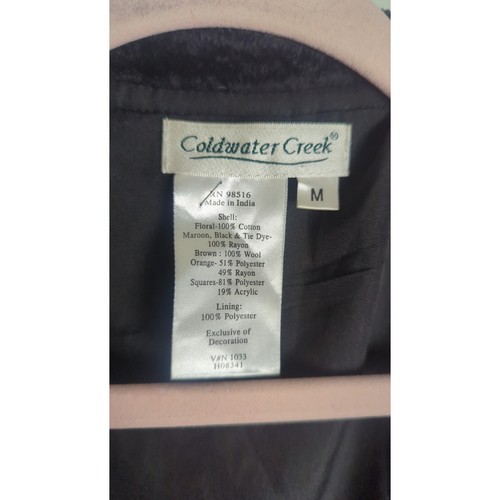 Coldwater Creek®
M
RN 98516
Made in India
Shell:
Floral-100% Cotton
Maroon, Black & Tie Dye-
100% Rayon
Brown : 100% Wool
Orange- 51% Polyester
49% Rayon
Squares-81% Polyester
19% Acrylic
Lining:
100% Polyester
Exclusive of
Decoration
V#N 1033
H08341